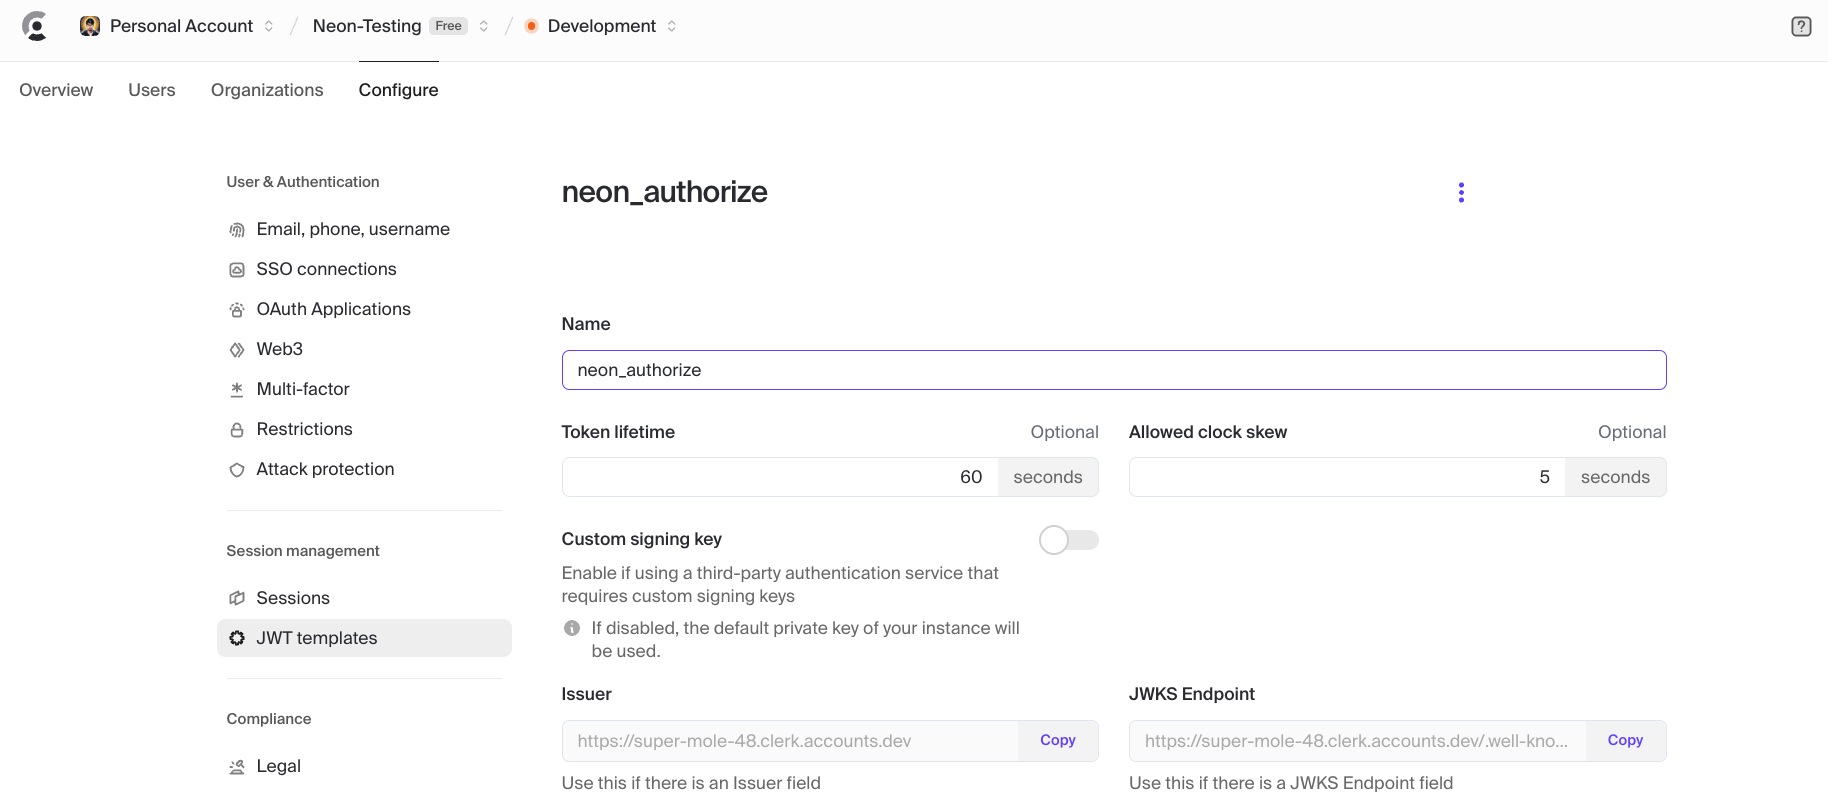 Personal Account / Neon-Testing Free / Development ?
Overview Users Organizations Configure
User & Authentication
Email, phone, username
SSO connections
OAuth Applications
Web3
Multi-factor
Restrictions
Attack protection
Session management
Sessions
JWT templates
Compliance
Legal
neon_authorize
Name
neon_authorize
Token lifetime Optional
60 seconds
Allowed clock skew Optional
5 seconds
Custom signing key
Enable if using a third-party authentication service that
requires custom signing keys
If disabled, the default private key of your instance will
be used.
Issuer
https://super-mole-48.clerk.accounts.dev Copy
Use this if there is an Issuer field
JWKS Endpoint
https://super-mole-48.clerk.accounts.dev/.well-kno... Copy
Use this if there is a JWKS Endpoint field